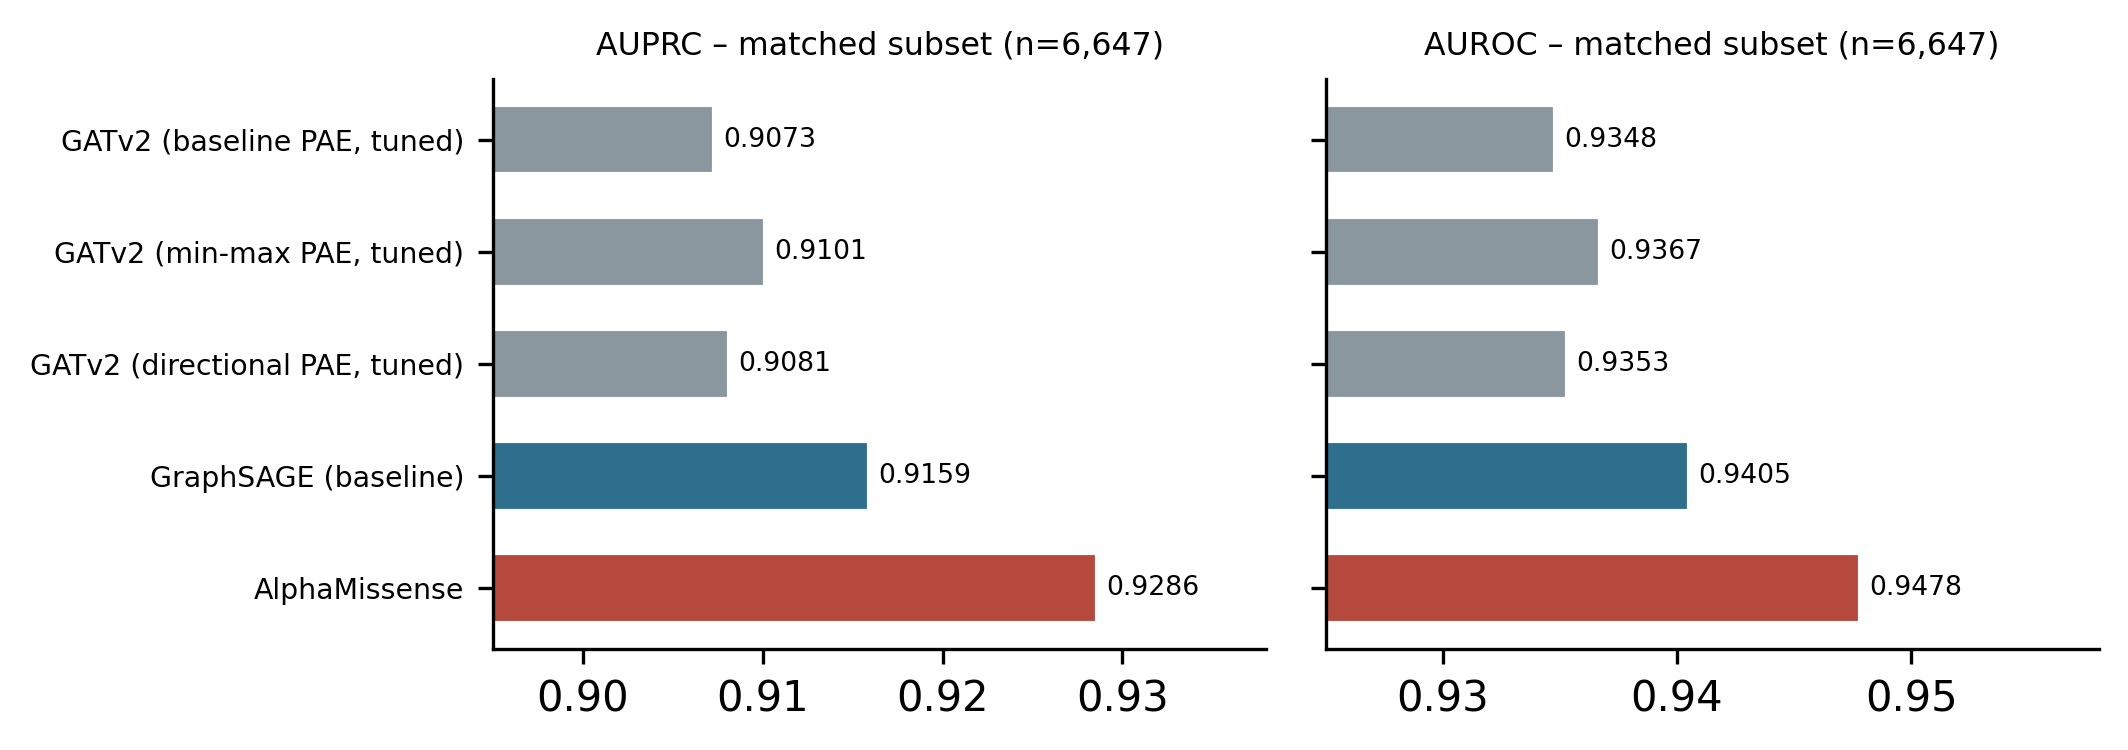 AUPRC – matched subset (n=6,647)
GATv2 (baseline PAE, tuned)
0.9073
GATv2 (min-max PAE, tuned)
0.9101
GATv2 (directional PAE, tuned)
0.9081
GraphSAGE (baseline)
0.9159
AlphaMissense
0.9286
0.90 0.91 0.92 0.93
AUROC – matched subset (n=6,647)
0.9348
0.9367
0.9353
0.9405
0.9478
0.93 0.94 0.95